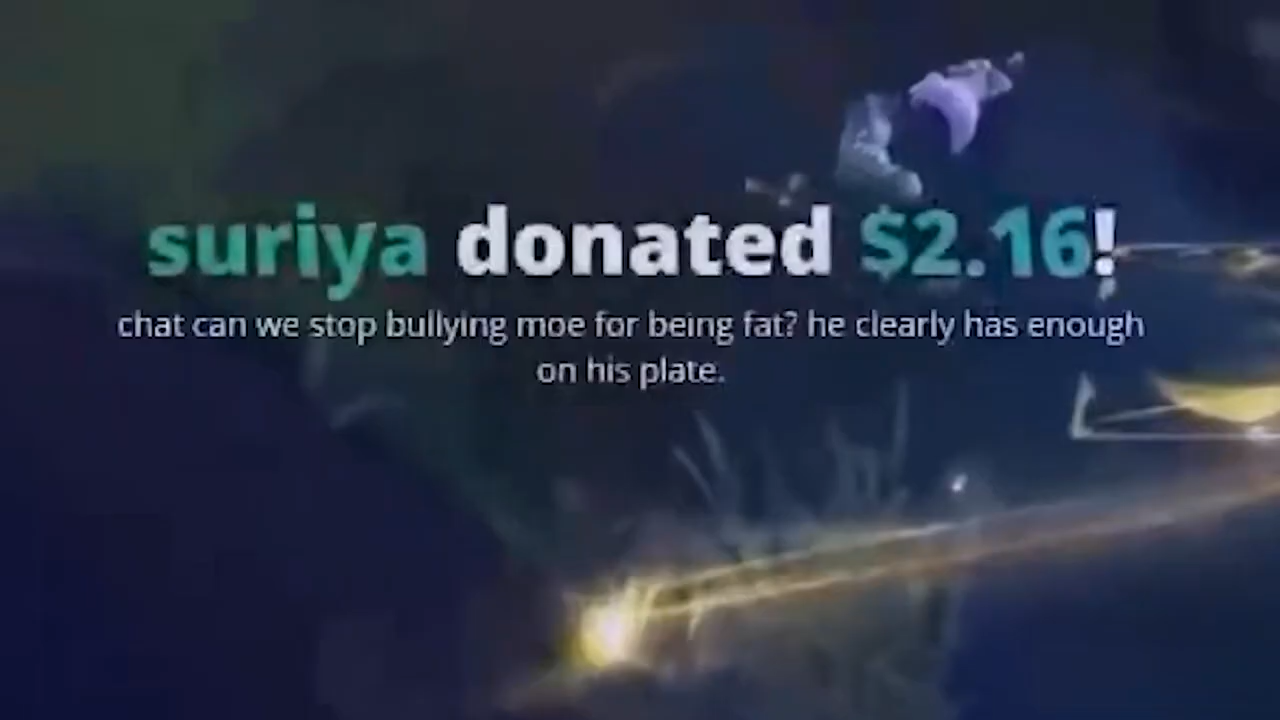 suriya donated $2.16!
chat can we stop bullying moe for being fat? he clearly has enough
on his plate.